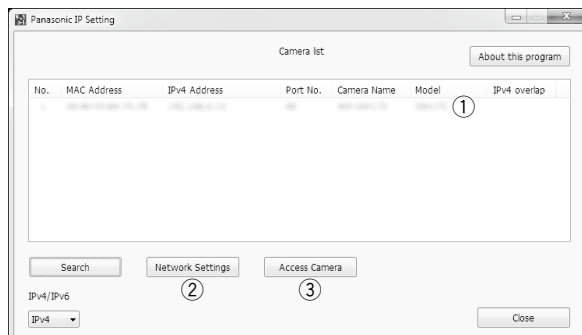 Panasonic IP Setting
Camera list
About this program
No. MAC Address IPv4 Address Port No. Camera Name Model IPv4 overlap
①
Search Network Settings Access Camera
② ③
IPv4/IPv6
IPv4 Close